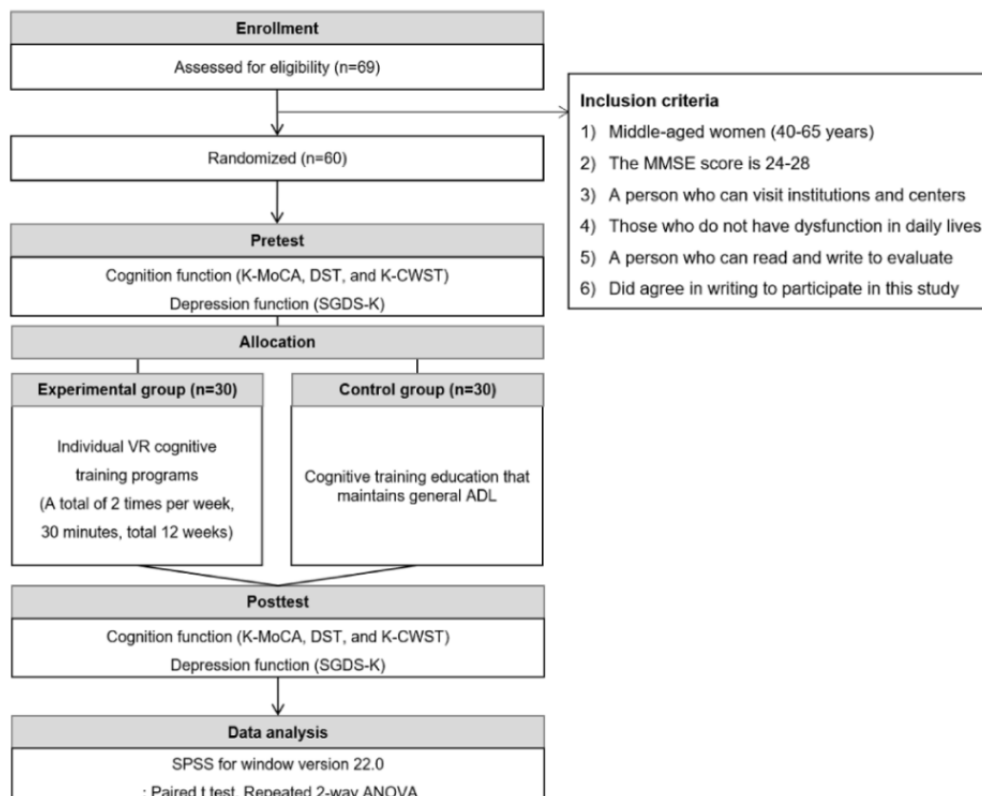 Enrollment
Assessed for eligibility (n=69)
Inclusion criteria
1) Middle-aged women (40-65 years)
2) The MMSE score is 24-28
3) A person who can visit institutions and centers
4) Those who do not have dysfunction in daily lives
5) A person who can read and write to evaluate
6) Did agree in writing to participate in this study
Randomized (n=60)
Pretest
Cognition function (K-MoCA, DST, and K-CWST)
Depression function (SGDS-K)
Allocation
Experimental group (n=30)
Individual VR cognitive
training programs
(A total of 2 times per week,
30 minutes, total 12 weeks)
Control group (n=30)
Cognitive training education that
maintains general ADL
Posttest
Cognition function (K-MoCA, DST, and K-CWST)
Depression function (SGDS-K)
Data analysis
SPSS for window version 22.0
: Paired t test, Repeated 2-way ANOVA